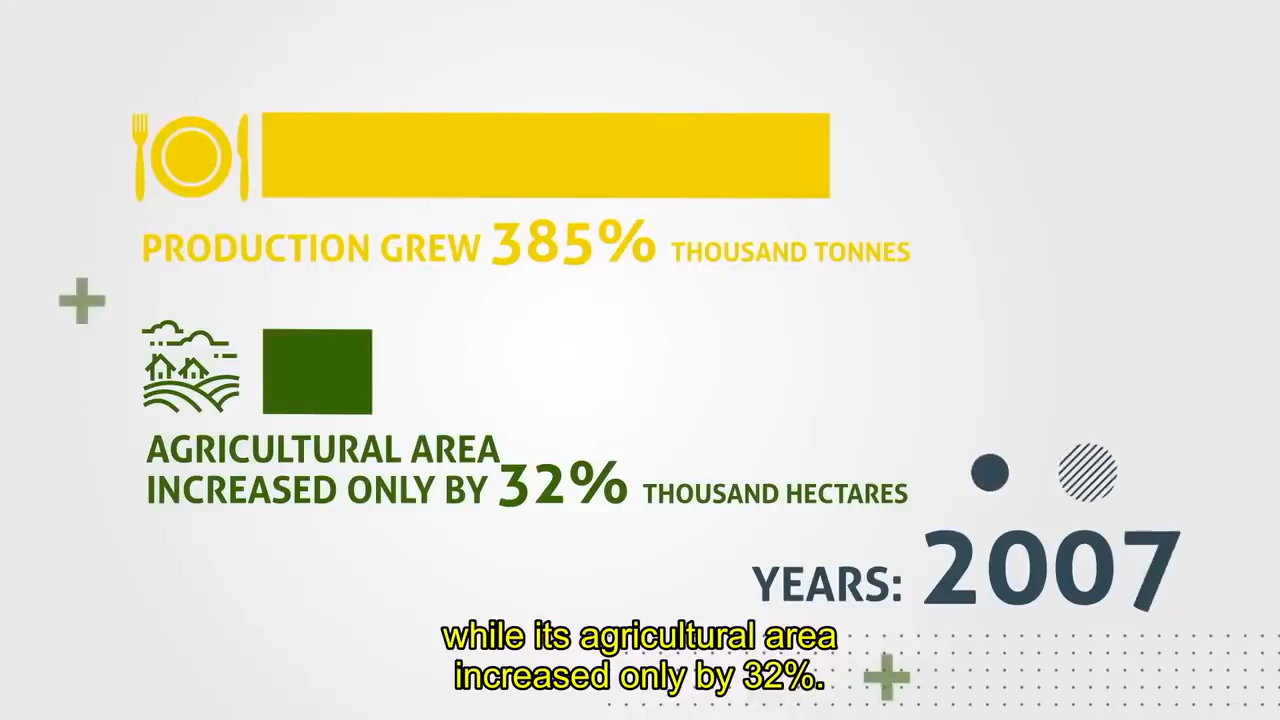 PRODUCTION GREW 385% THOUSAND TONNES
AGRICULTURAL AREA
INCREASED ONLY BY 32% THOUSAND HECTARES
YEARS: 2007
while its agricultural area
increased only by 32%.